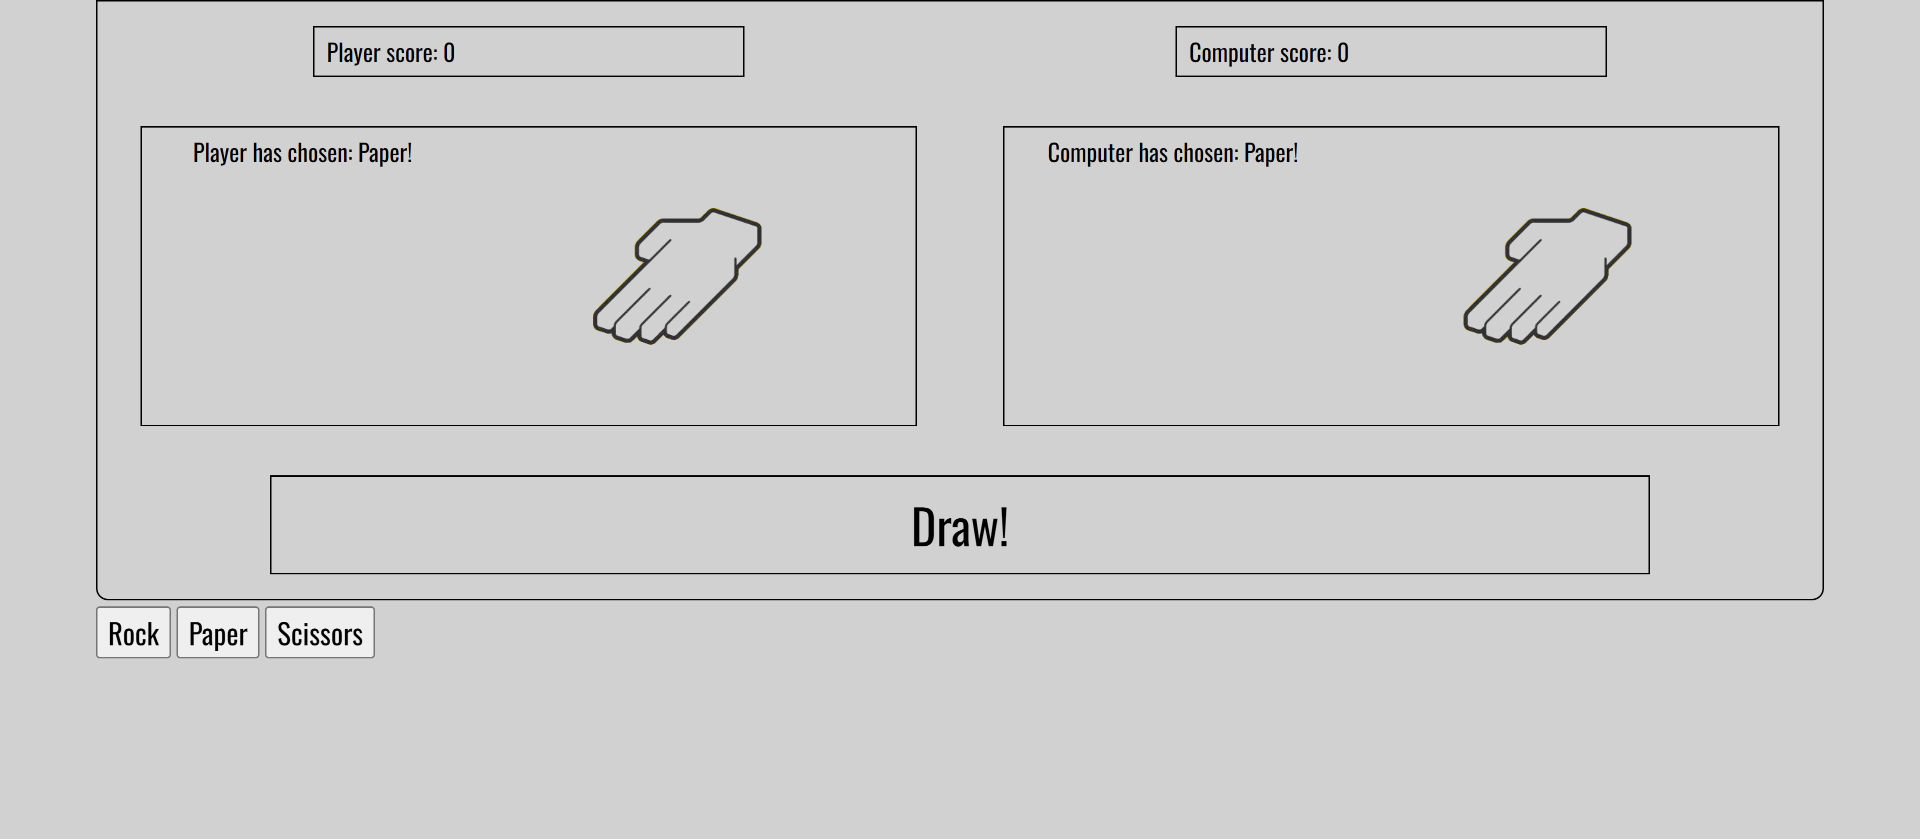 Player score: 0
Computer score: 0
Player has chosen: Paper!
Computer has chosen: Paper!
Draw!
Rock
Paper
Scissors